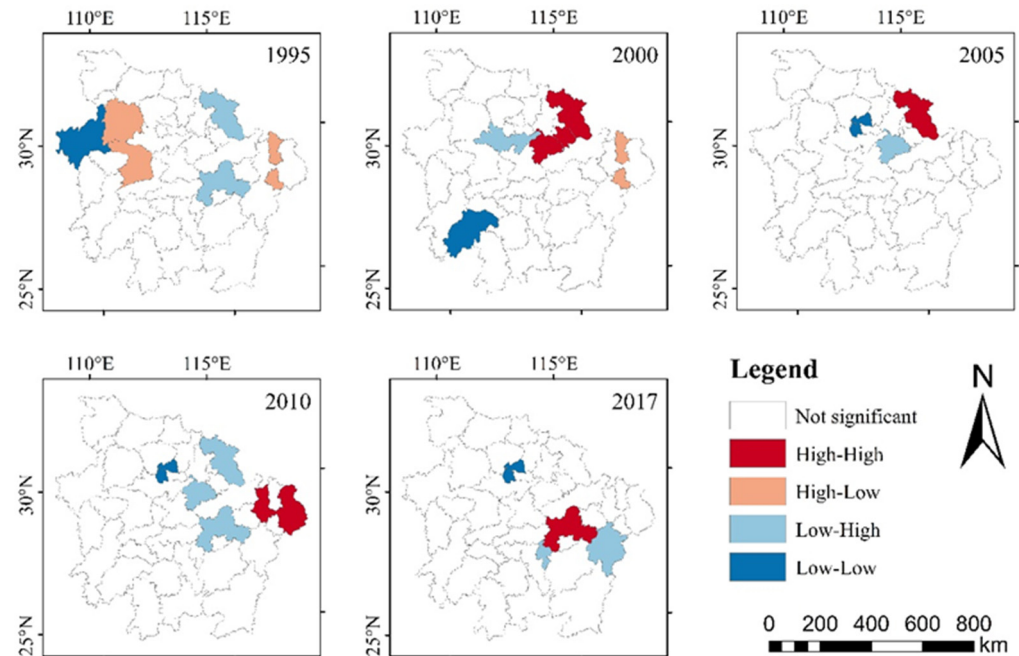 110°E 115°E
1995
30°N
25°N
110°E 115°E
2000
30°N
25°N
110°E 115°E
2005
30°N
25°N
110°E 115°E
2010
30°N
25°N
110°E 115°E
2017
30°N
25°N
Legend
Not significant
High-High
High-Low
Low-High
Low-Low
N
0 200 400 600 800
km